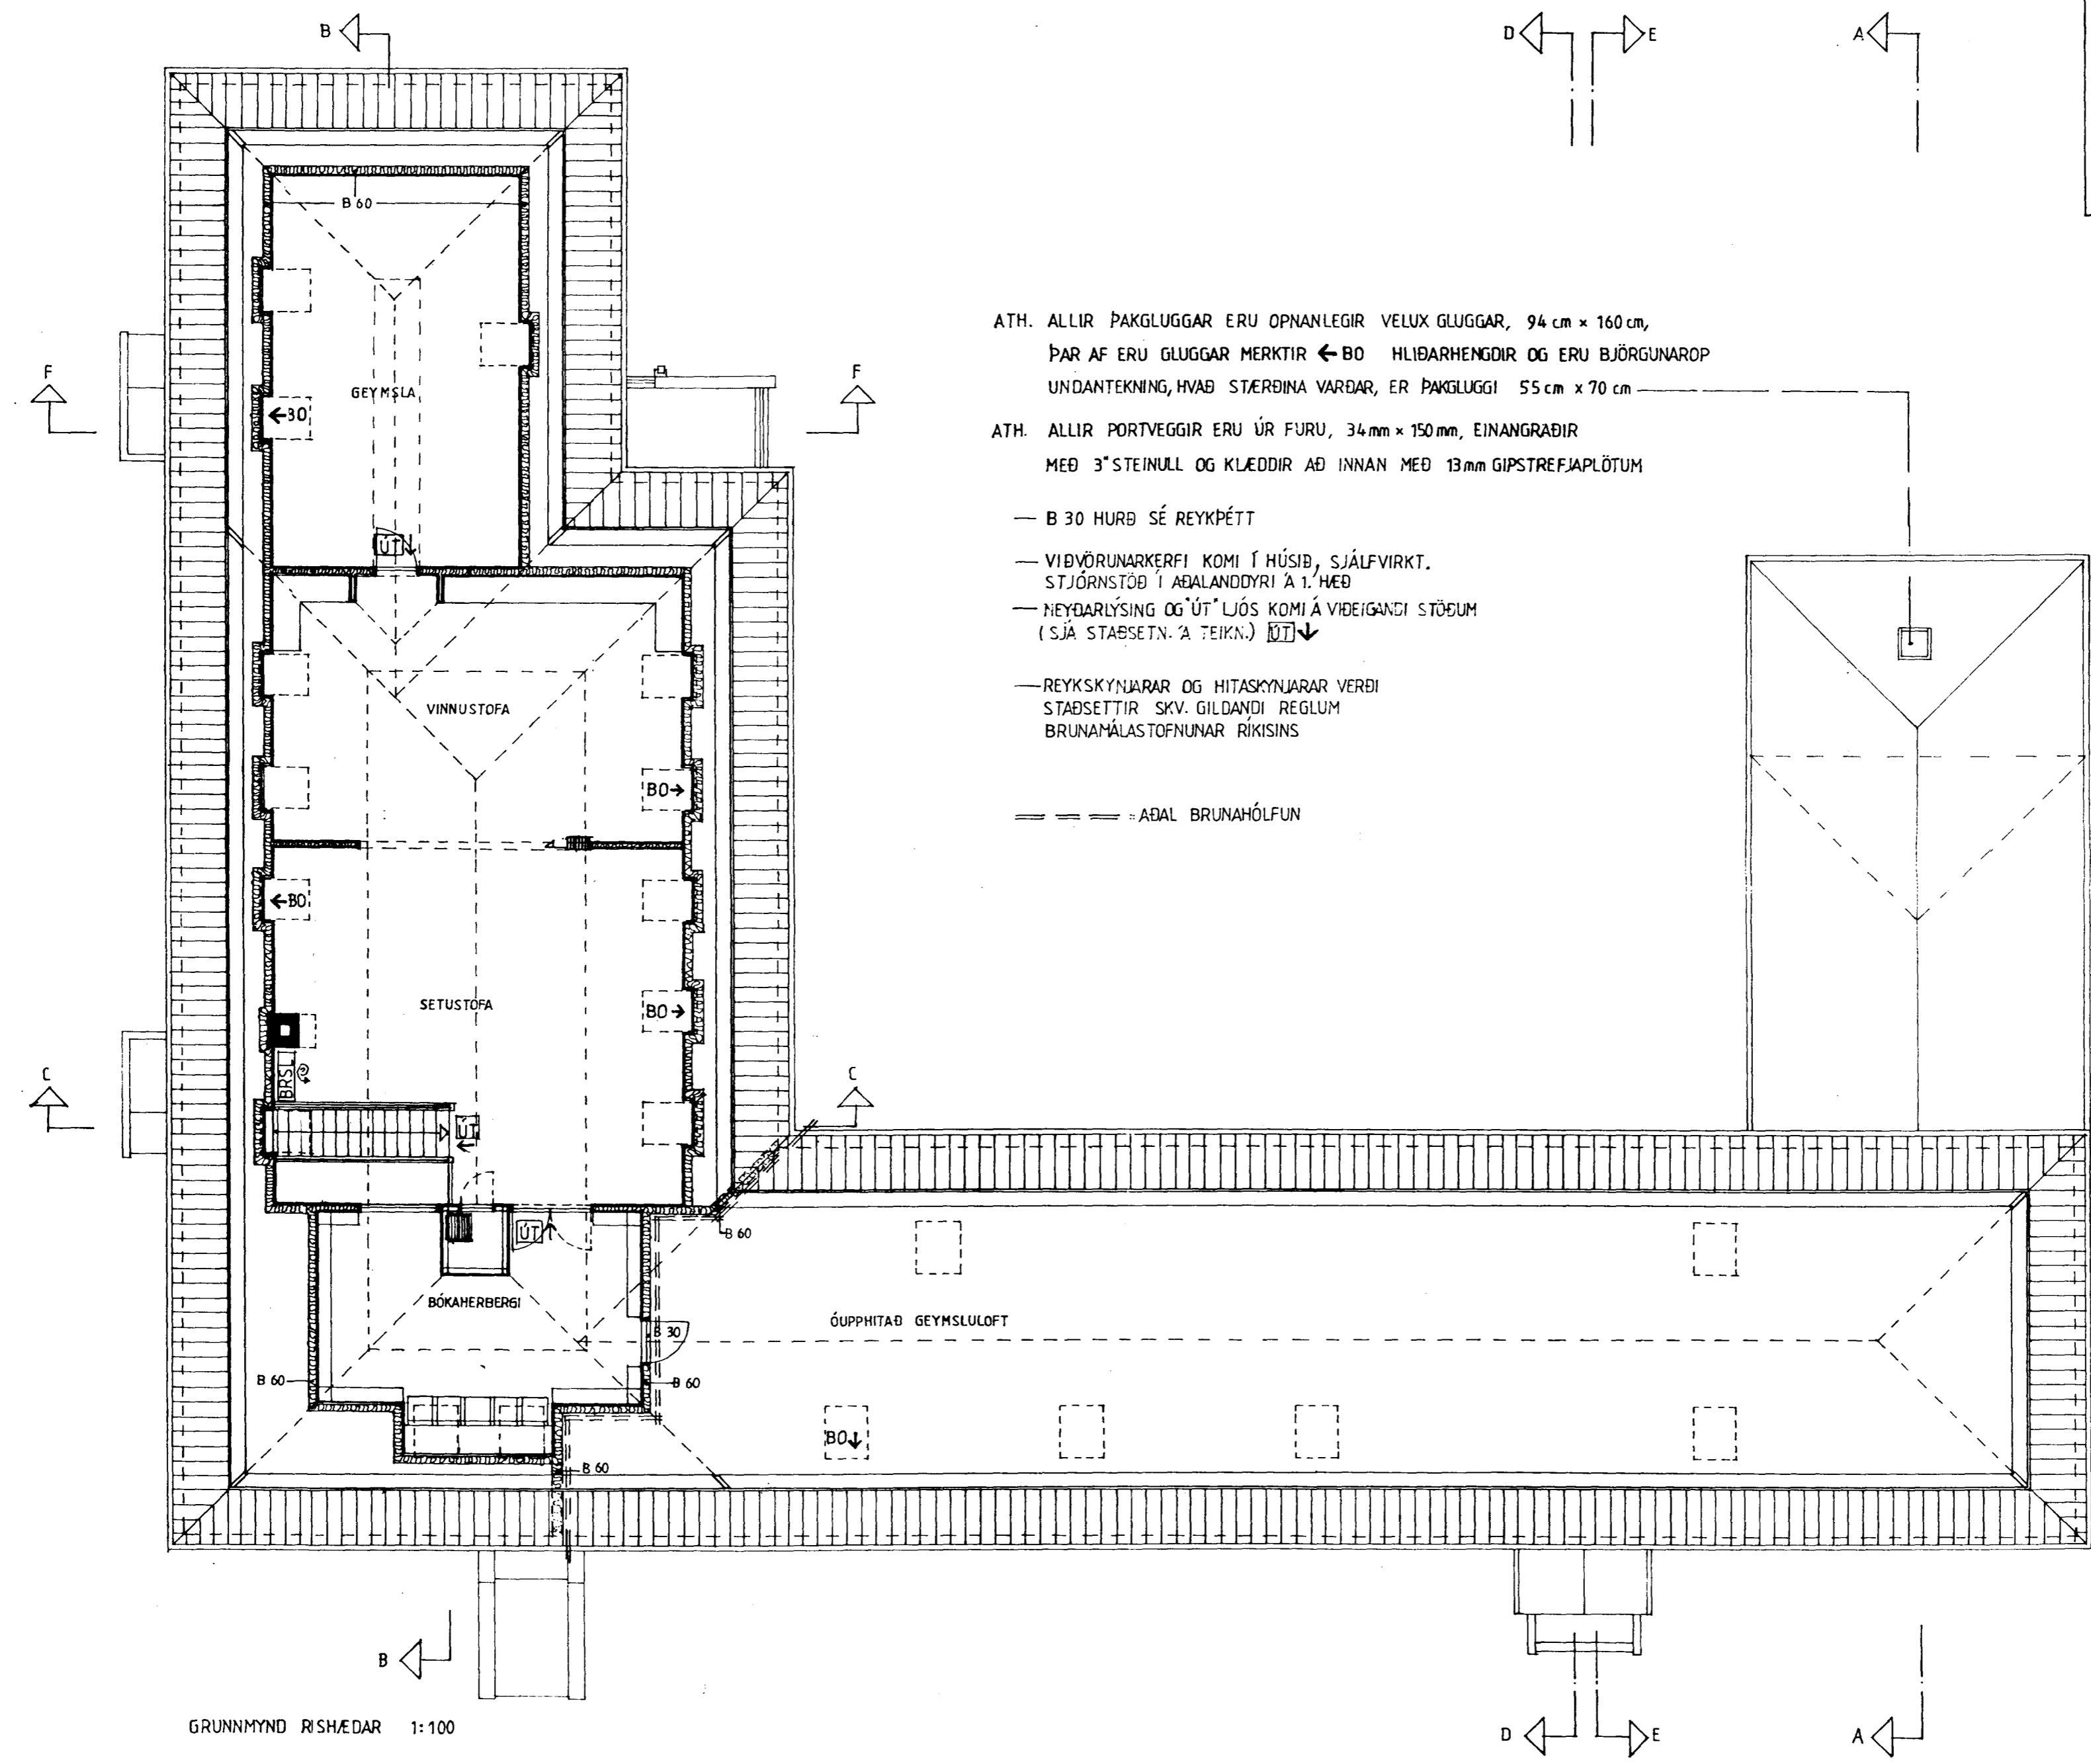 B
D
E
A
B 60
ATH. ALLIR ÞAKGLUGGAR ERU OPNANLEGIR VELUX GLUGGAR, 94 cm × 160 cm,
ÞAR AF ERU GLUGGAR MERKTIR ←BO HLIÐARHENGDIR OG ERU BJÖRGUNAROP
UNDANTEKNING, HVAÐ STÆRÐINA VARÐAR, ER ÞAKGLUGGI 55 cm x 70 cm
F
F
GEYMSLA
←BO
ATH. ALLIR PORTVEGGIR ERU ÚR FURU, 34mm × 150 mm, EINANGRAÐIR
MEÐ 3" STEINULL OG KLÆDDIR AÐ INNAN MEÐ 13mm GIPSTREFJAPLÖTUM
— B 30 HURÐ SÉ REYKÞÉTT
ÚT↓
— VIÐVÖRUNARKERFI KOMI Í HÚSIÐ, SJÁLFVIRKT.
STJÓRNSTÖÐ Í AÐALANDDYRI Á 1. HÆÐ
— NEYÐARLÝSING OG "ÚT" LJÓS KOMI Á VIÐEIGANDI STÖÐUM
(SJÁ STAÐSETN. Á TEIKN.) ÚT↓
— REYKSKYNJARAR OG HITASKYNJARAR VERÐI
STAÐSETTIR SKV. GILDANDI REGLUM
BRUNAMÁLASTOFNUNAR RÍKISINS
VINNUSTOFA
BO→
= AÐAL BRUNAHÓLFUN
←BO
SETUSTOFA
BO→
BRSL
C
C
ÚT
←
ÚT↑
B 60
BÓKAHERBERGI
ÓUPPHITAÐ GEYMSLULOFT
B 30
B 60
B 60
BO↓
B 60
B
D
E
A
GRUNNMYND RISHÆÐAR 1:100